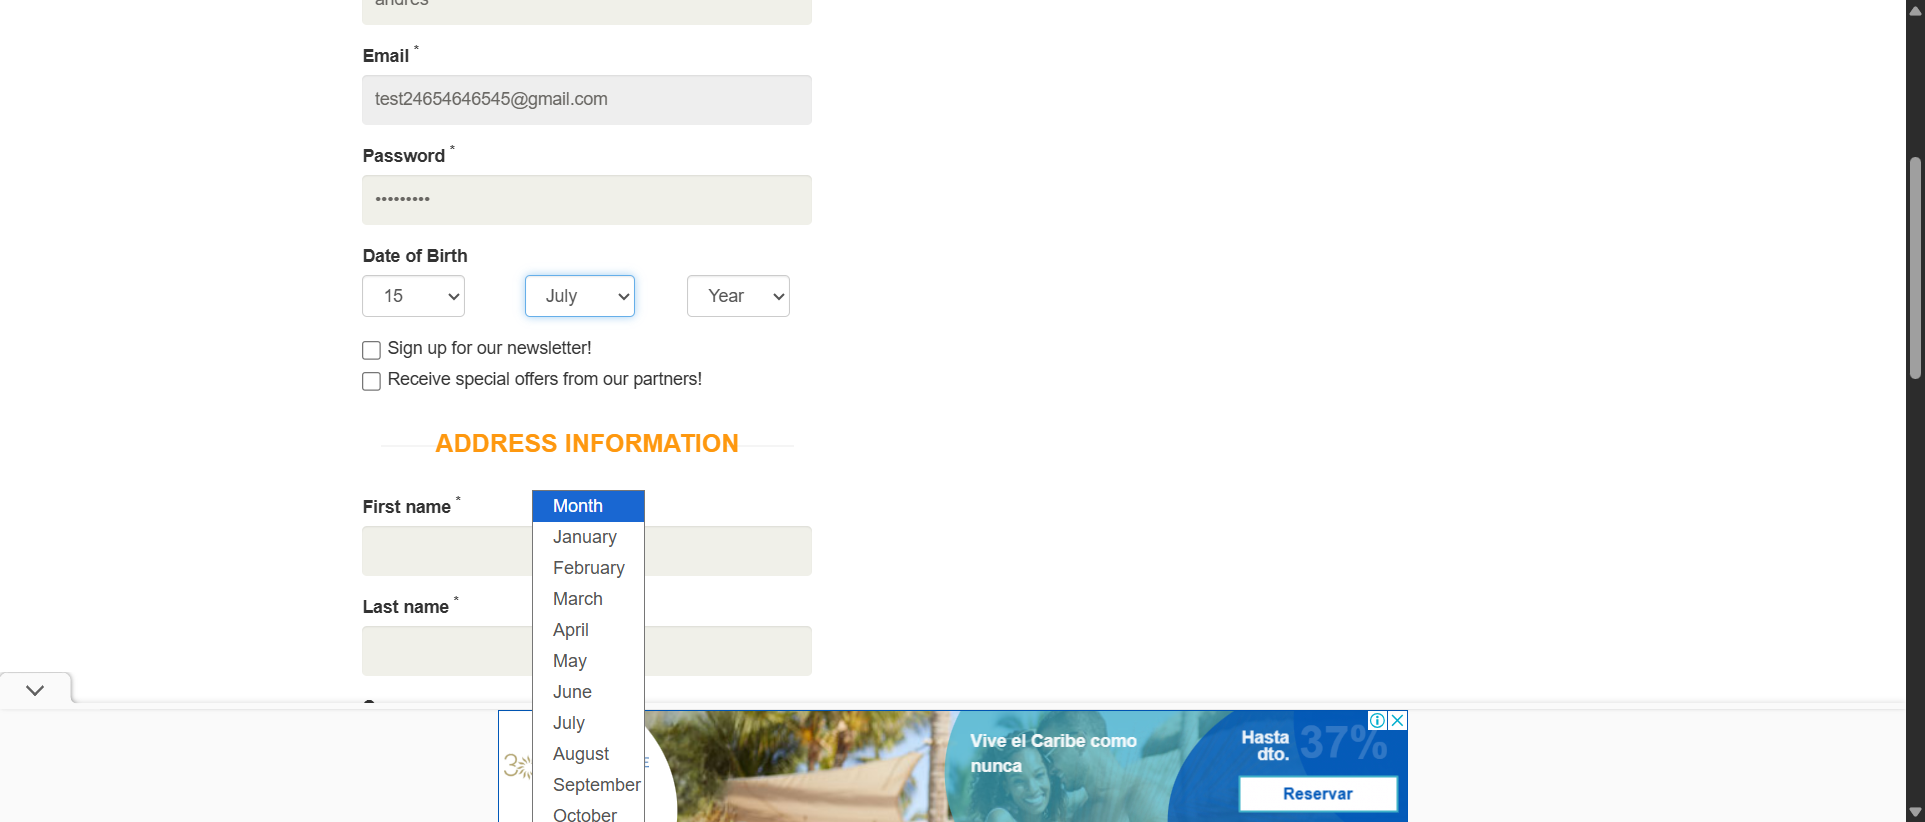 andres
Email *
test24654646545@gmail.com
Password *
•••••••••
Date of Birth
15
July
Year
Sign up for our newsletter!
Receive special offers from our partners!
ADDRESS INFORMATION
First name *
Last name *
Month
January
February
March
April
May
June
July
August
September
October
Vive el Caribe como
nunca
Hasta
dto.
37%
Reservar